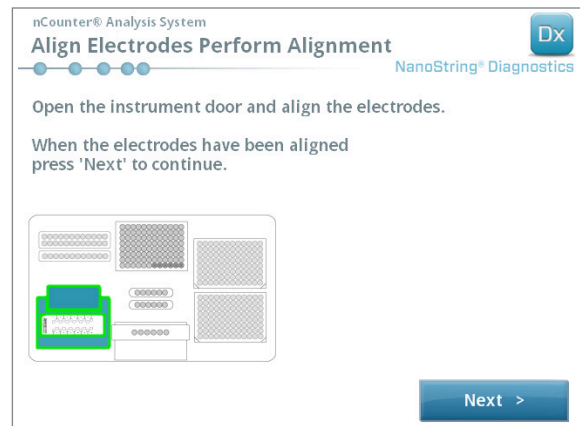 nCounter® Analysis System
Align Electrodes Perform Alignment
Dx
NanoString® Diagnostics
Open the instrument door and align the electrodes.
When the electrodes have been aligned
press 'Next' to continue.
Next >